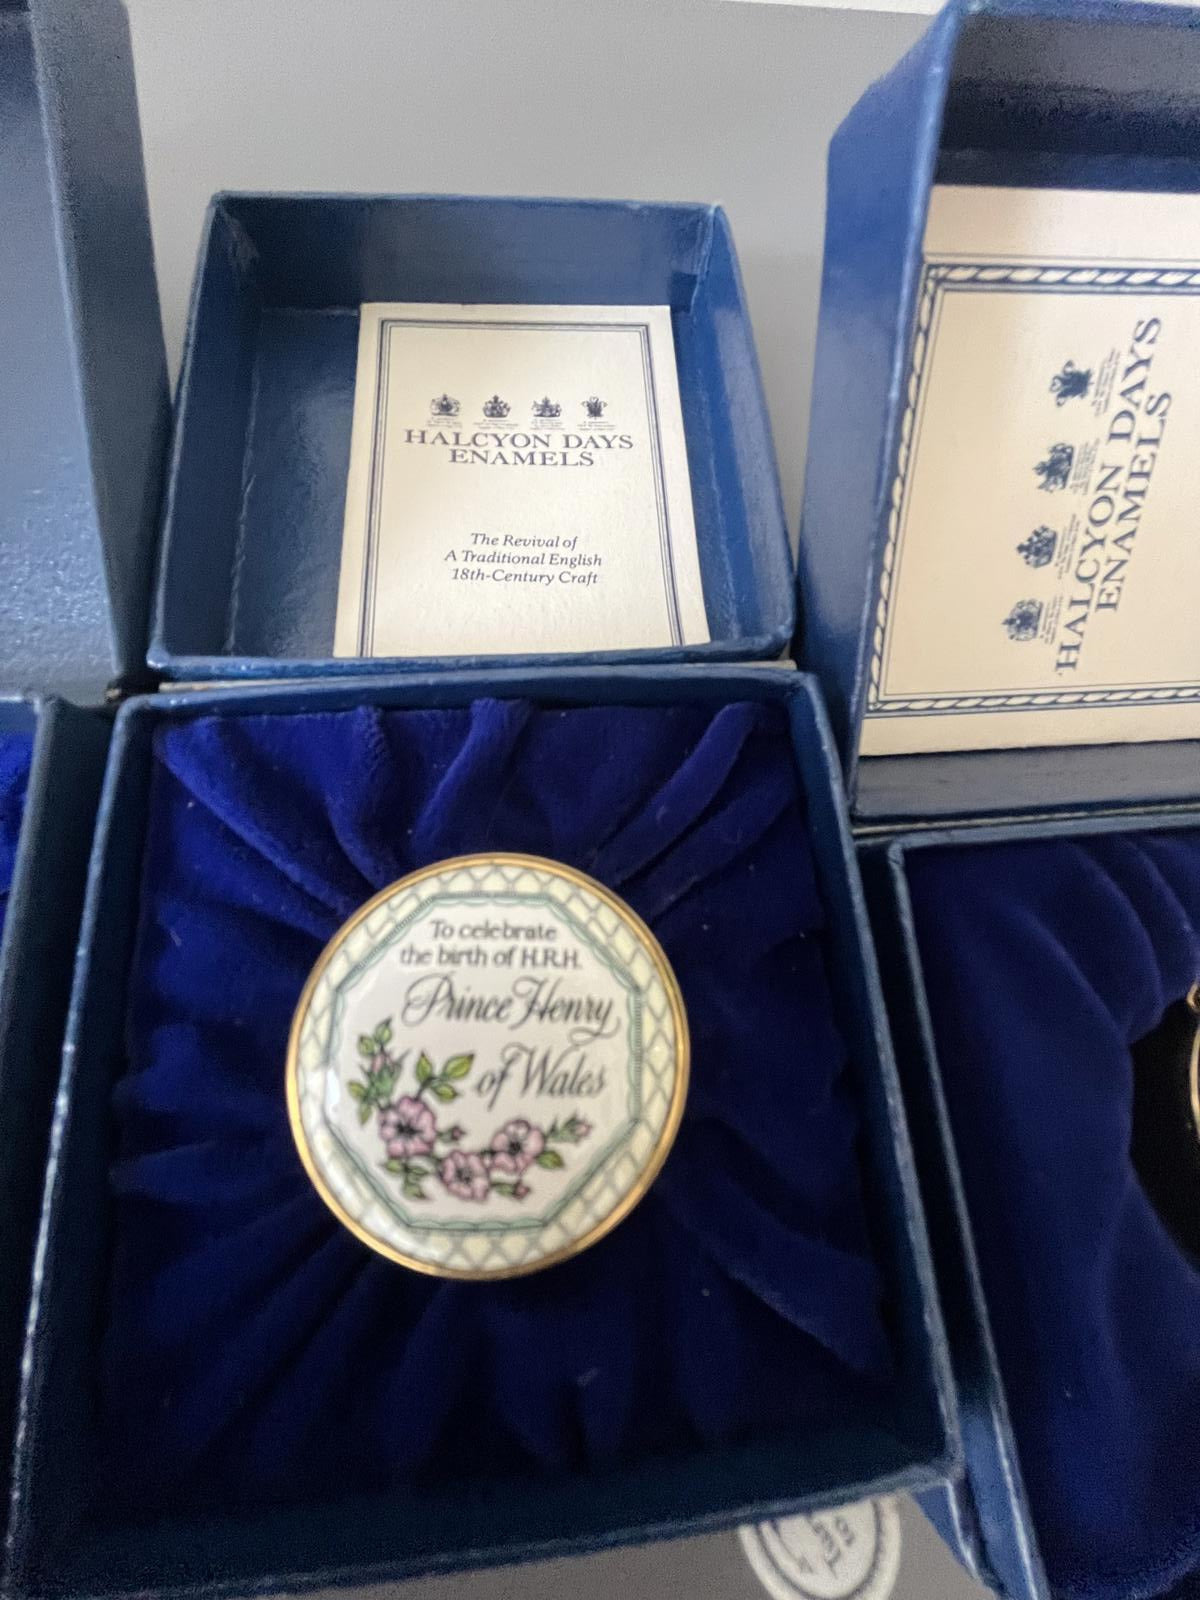 HALCYON DAYS
ENAMELS
The Revival of
A Traditional English
18th-Century Craft
HALCYON DAYS
ENAMELS
To celebrate
the birth of H.R.H.
Prince Henry
of Wales